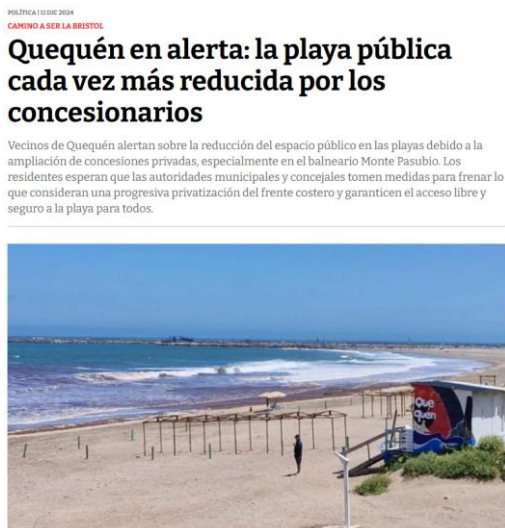 POLÍTICA | 11 DIC 2024
CAMINO A SER LA BRISTOL
Quequén en alerta: la playa pública
cada vez más reducida por los
concesionarios
Vecinos de Quequén alertan sobre la reducción del espacio público en las playas debido a la
ampliación de concesiones privadas, especialmente en el balneario Monte Pasubio. Los
residentes esperan que las autoridades municipales y concejales tomen medidas para frenar lo
que consideran una progresiva privatización del frente costero y garanticen el acceso libre y
seguro a la playa para todos.
Que
quén